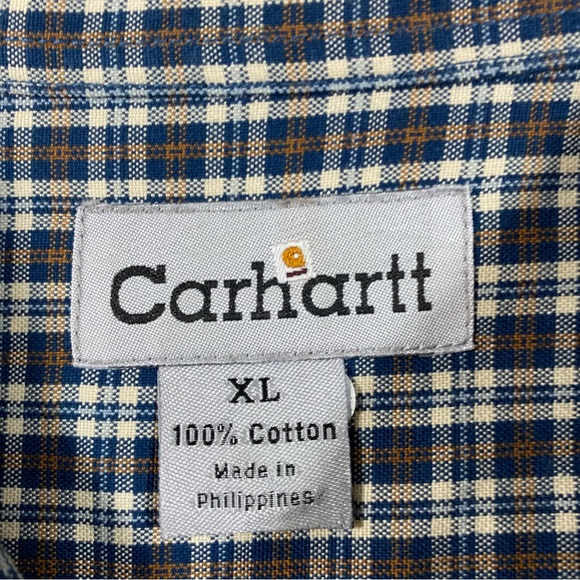 Carhartt
XL
100% Cotton
Made in
Philippines